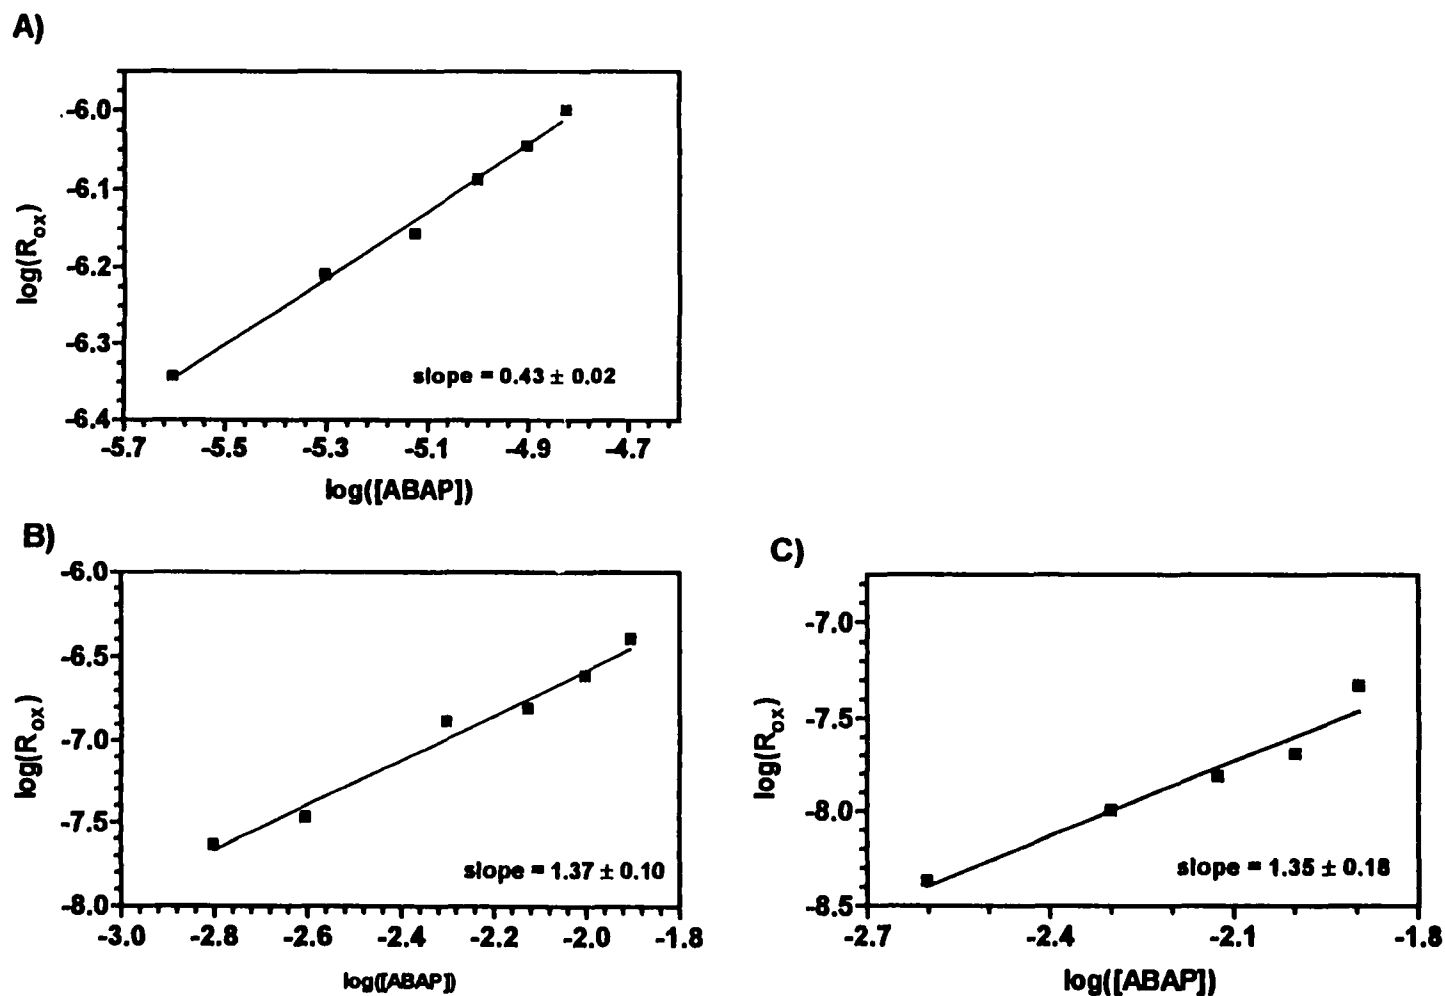 A)
-6.0
-6.1
-6.2
-6.3
-6.4
log(Rox)
slope = 0.43 ± 0.02
-5.7 -5.5 -5.3 -5.1 -4.9 -4.7
log([ABAP])
B)
-6.0
-6.5
-7.0
-7.5
-8.0
log(Rox)
slope = 1.37 ± 0.10
-3.0 -2.8 -2.6 -2.4 -2.2 -2.0 -1.8
log([ABAP])
C)
-7.0
-7.5
-8.0
-8.5
log(Rox)
slope = 1.35 ± 0.18
-2.7 -2.4 -2.1 -1.8
log([ABAP])